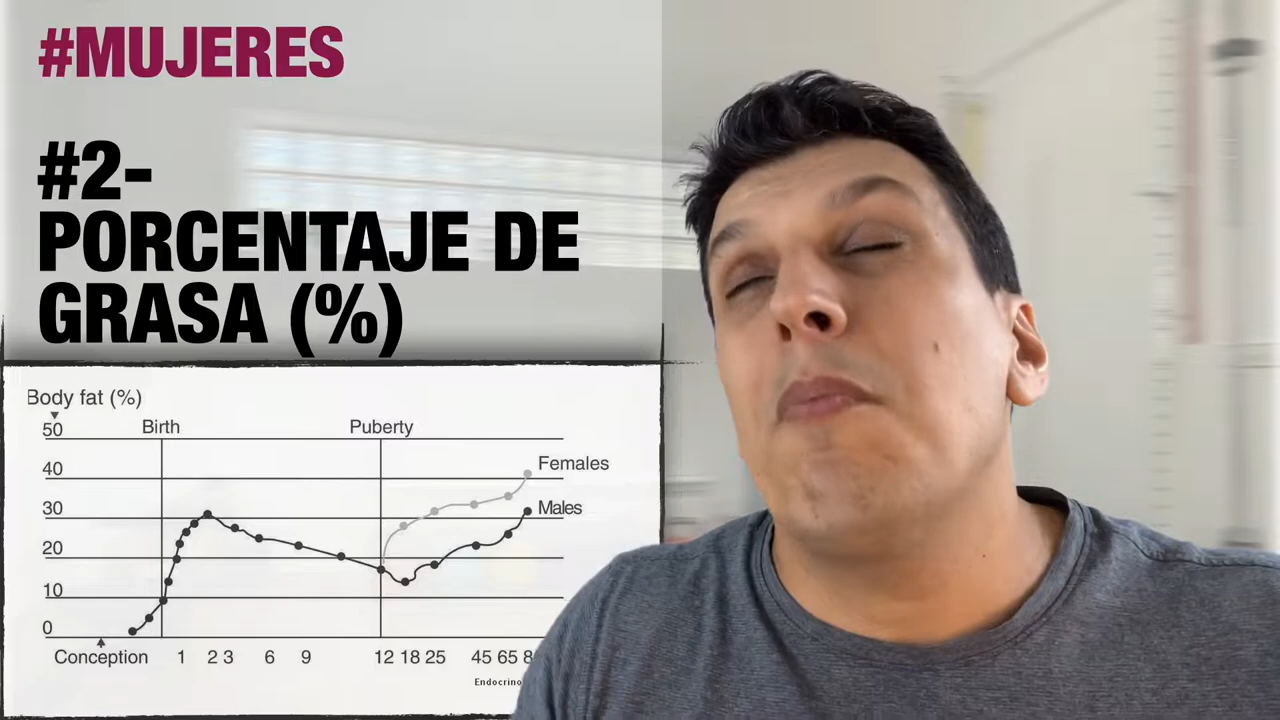 #MUJERES
#2-
PORCENTAJE DE
GRASA (%)
Body fat (%)
50
Birth
Puberty
40
Females
30
Males
20
10
0
Conception 1 2 3 6 9 12 18 25 45 65